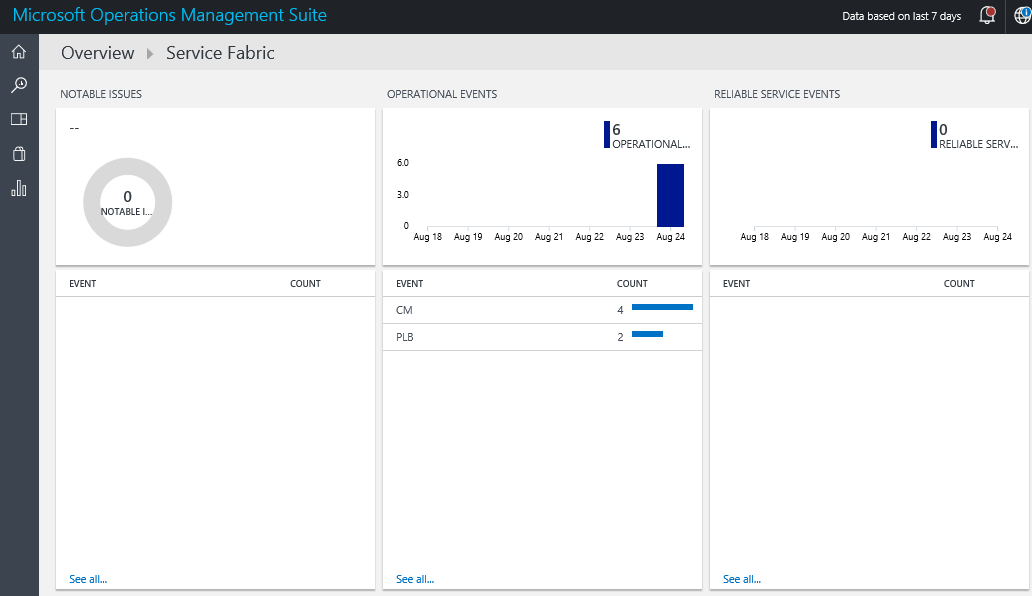 Microsoft Operations Management Suite
Data based on last 7 days
Overview
Service Fabric
NOTABLE ISSUES
--
0
NOTABLE I...
EVENT COUNT
See all...
OPERATIONAL EVENTS
6
OPERATIONAL...
6.0
3.0
0
Aug 18 Aug 19 Aug 20 Aug 21 Aug 22 Aug 23 Aug 24
EVENT COUNT
CM 4
PLB 2
See all...
RELIABLE SERVICE EVENTS
0
RELIABLE SERV...
Aug 18 Aug 19 Aug 20 Aug 21 Aug 22 Aug 23 Aug 24
EVENT COUNT
See all...